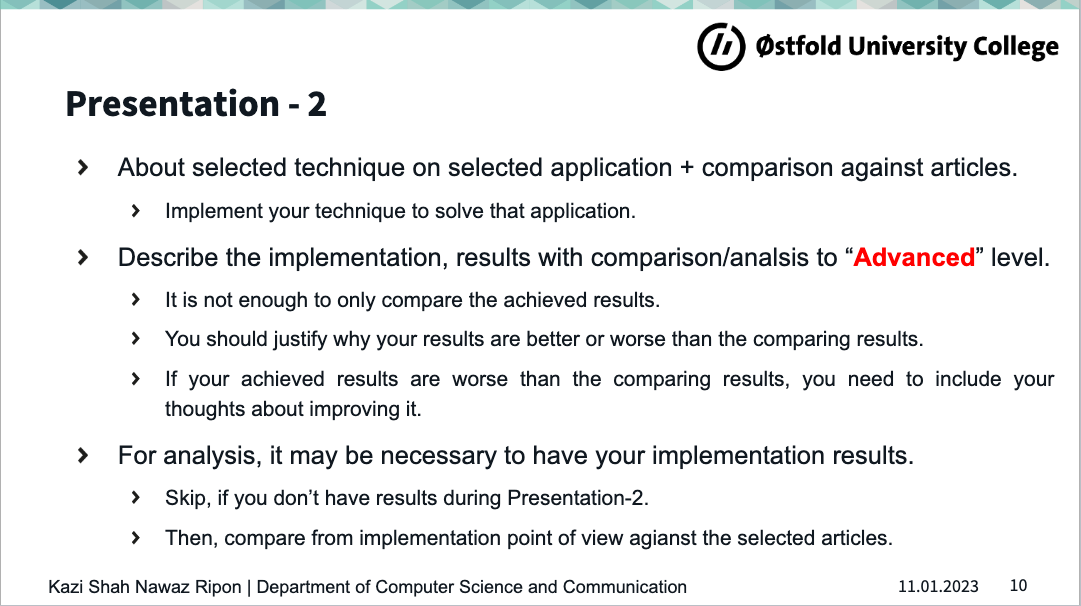 Østfold University College
Presentation - 2
About selected technique on selected application + comparison against articles.
Implement your technique to solve that application.
Describe the implementation, results with comparison/analsis to “Advanced” level.
It is not enough to only compare the achieved results.
You should justify why your results are better or worse than the comparing results.
If your achieved results are worse than the comparing results, you need to include your
thoughts about improving it.
For analysis, it may be necessary to have your implementation results.
Skip, if you don’t have results during Presentation-2.
Then, compare from implementation point of view agianst the selected articles.
Kazi Shah Nawaz Ripon | Department of Computer Science and Communication 11.01.2023 10